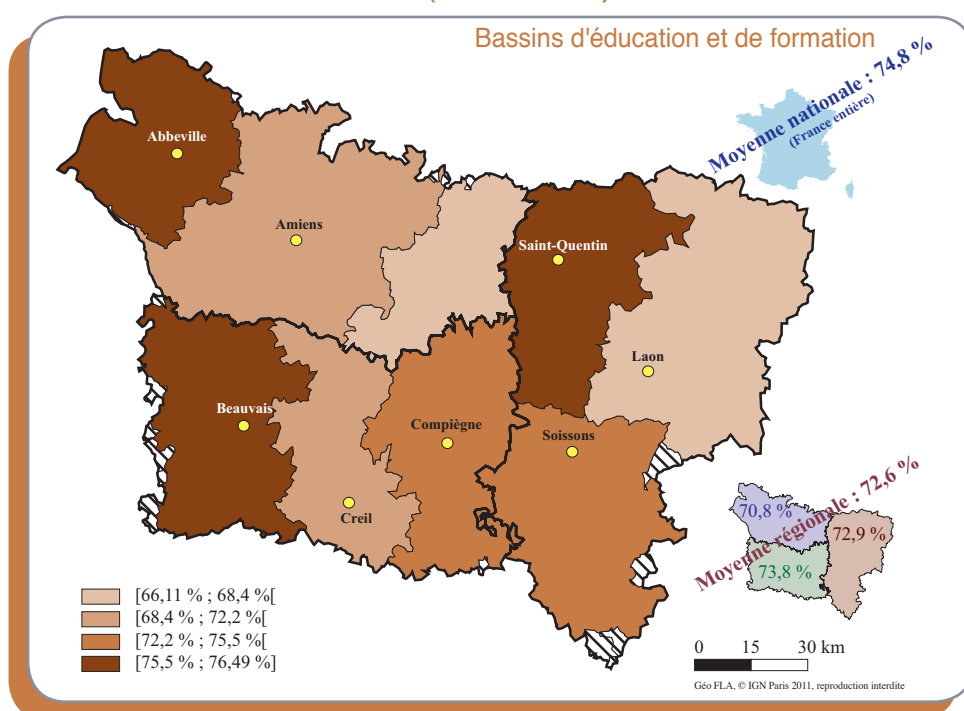 Bassins d'éducation et de formation
Moyenne nationale : 74,8 %
(France entière)
Abbeville
Amiens
Saint-Quentin
Laon
Beauvais
Compiègne
Soissons
Creil
Moyenne régionale : 72,6 %
70,8 %
72,9 %
73,8 %
[66,11 % ; 68,4 %[
[68,4 % ; 72,2 %[
[72,2 % ; 75,5 %[
[75,5 % ; 76,49 %]
0 15 30 km
Géo FLA, © IGN Paris 2011, reproduction interdite